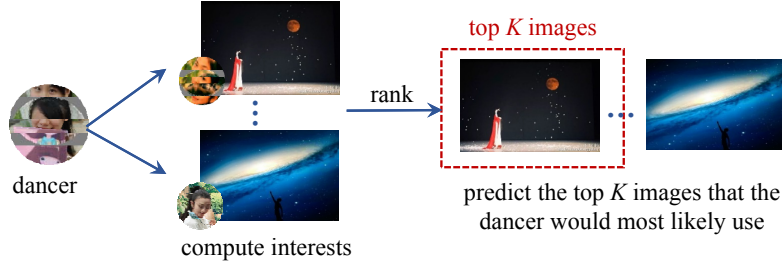 top K images
rank
dancer
compute interests
predict the top K images that the
dancer would most likely use